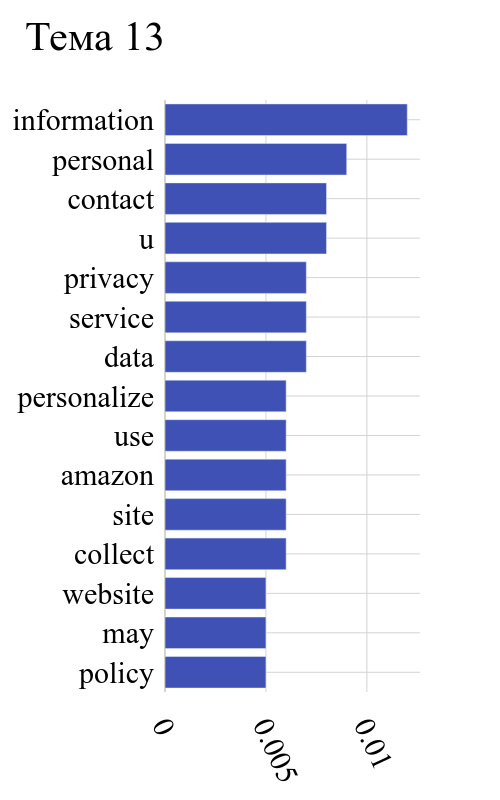 Тема 13
information
personal
contact
u
privacy
service
data
personalize
use
amazon
site
collect
website
may
policy
0
0.005
0.01